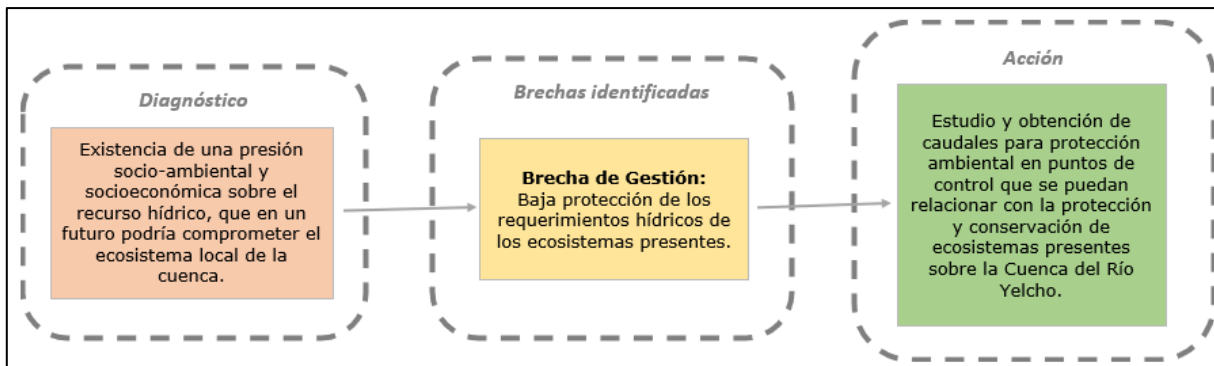 Diagnóstico
Existencia de una presión
socio-ambiental y
socioeconómica sobre el
recurso hídrico, que en un
futuro podría comprometer el
ecosistema local de la
cuenca.
Brechas identificadas
Brecha de Gestión:
Baja protección de los
requerimientos hídricos de
los ecosistemas presentes.
Acción
Estudio y obtención de
caudales para protección
ambiental en puntos de
control que se puedan
relacionar con la protección
y conservación de
ecosistemas presentes
sobre la Cuenca del Río
Yelcho.